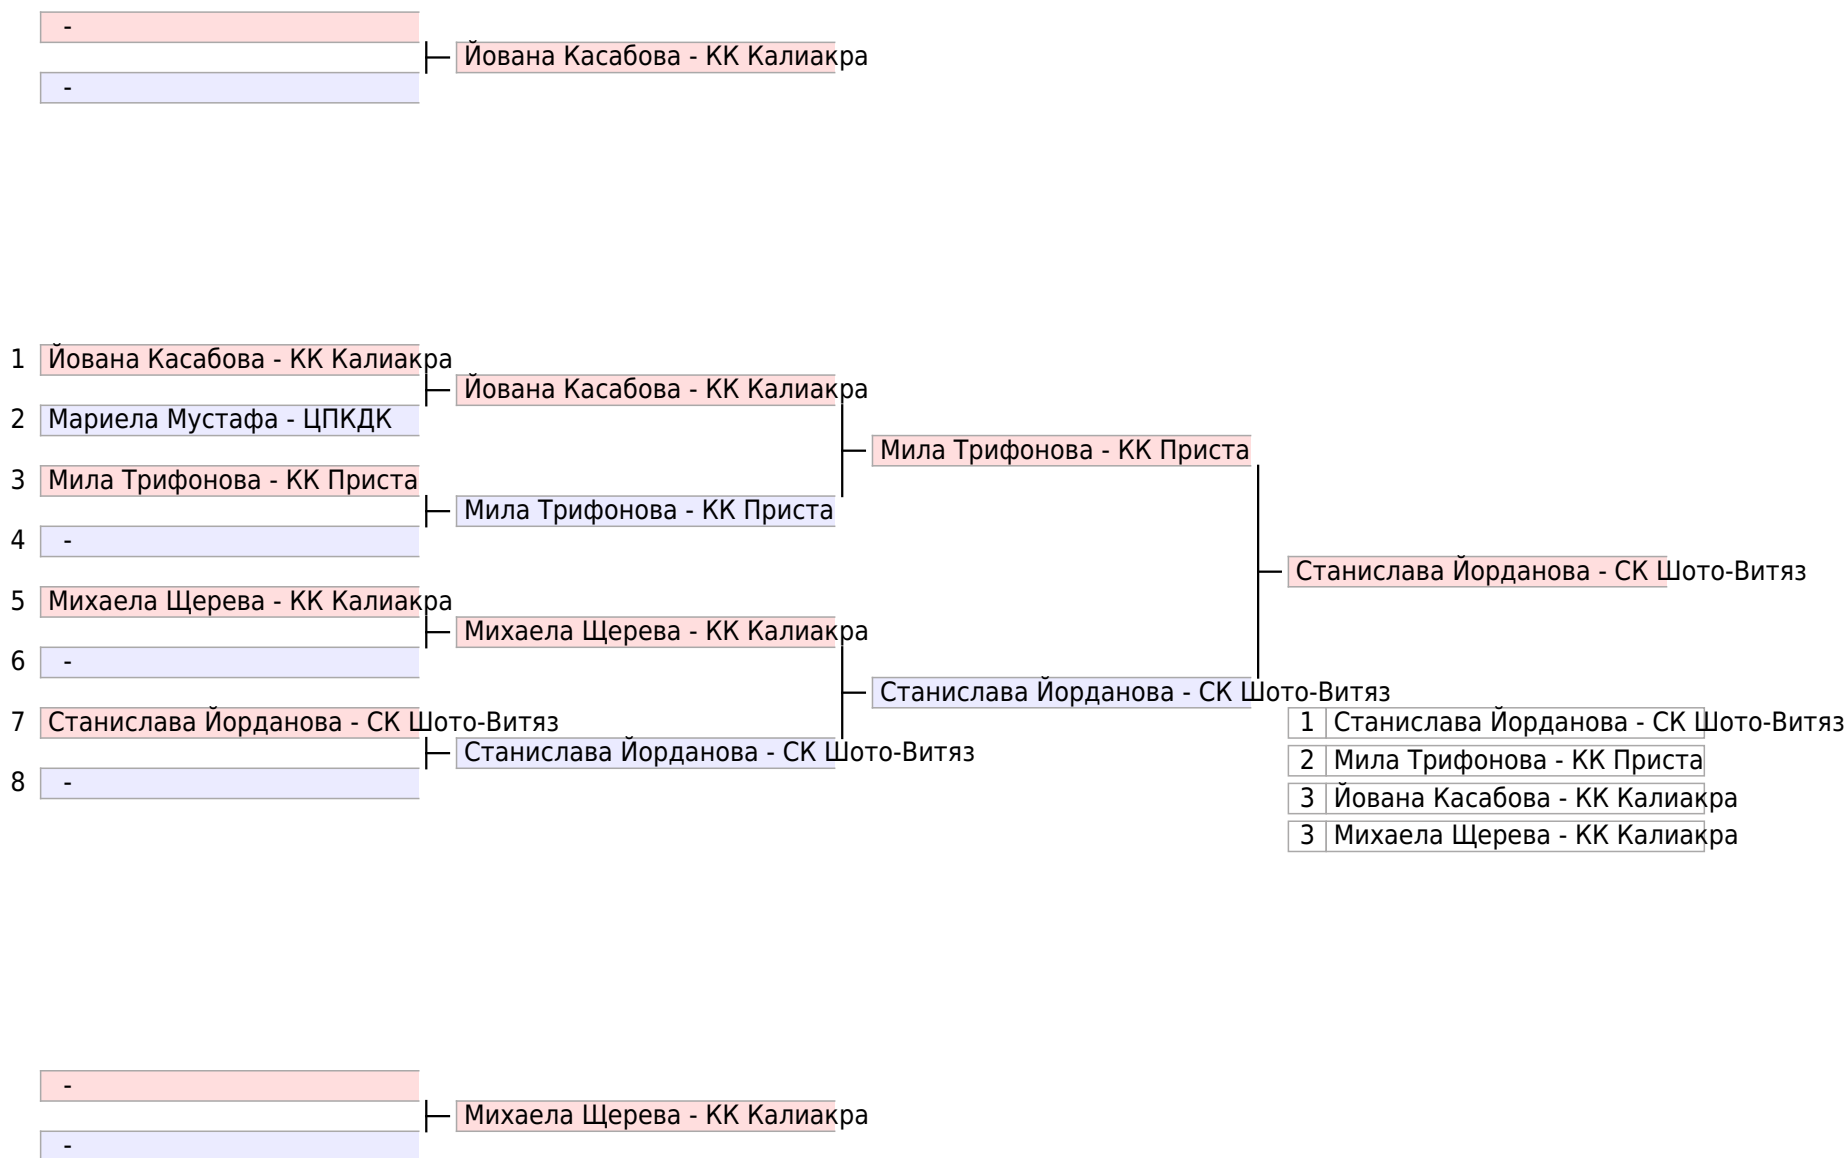 -
Йована Касабова - КК Калиакра
-
1 Йована Касабова - КК Калиакра
Йована Касабова - КК Калиакра
2 Мариела Мустафа - ЦПКДК
Мила Трифонова - КК Приста
3 Мила Трифонова - КК Приста
Мила Трифонова - КК Приста
4 -
Станислава Йорданова - СК Шото-Витяз
5 Михаела Щерева - КК Калиакра
Михаела Щерева - КК Калиакра
6 -
Станислава Йорданова - СК Шото-Витяз
7 Станислава Йорданова - СК Шото-Витяз
1 Станислава Йорданова - СК Шото-Витяз
Станислава Йорданова - СК Шото-Витяз
2 Мила Трифонова - КК Приста
8 -
3 Йована Касабова - КК Калиакра
3 Михаела Щерева - КК Калиакра
-
Михаела Щерева - КК Калиакра
-